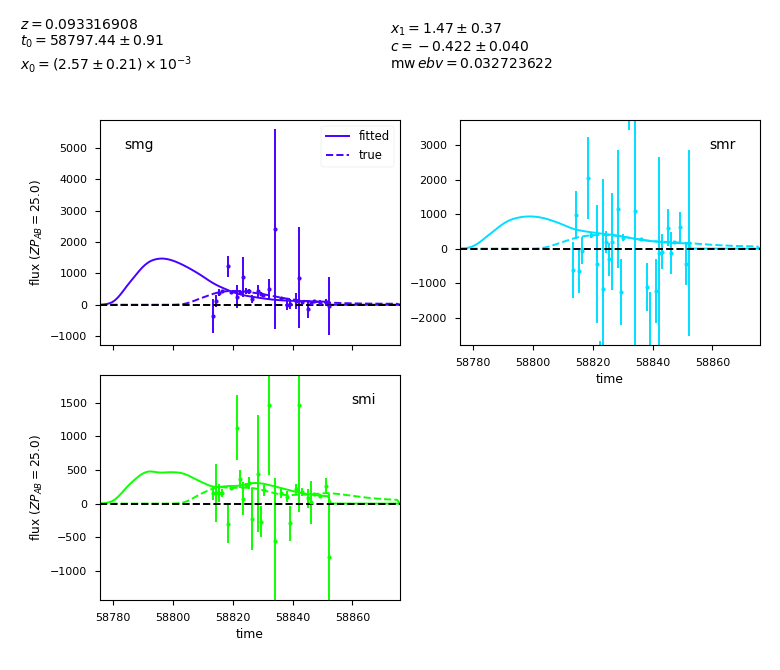 z = 0.093316908
t₀ = 58797.44 ± 0.91
x₀ = (2.57 ± 0.21) × 10⁻³
x₁ = 1.47 ± 0.37
c = −0.422 ± 0.040
mw ebv = 0.032723622
smg
fitted
true
flux (ZP_AB = 25.0)
5000
4000
3000
2000
1000
0
−1000
smr
3000
2000
1000
0
−1000
−2000
58780 58800 58820 58840 58860
time
smi
flux (ZP_AB = 25.0)
1500
1000
500
0
−500
−1000
58780 58800 58820 58840 58860
time